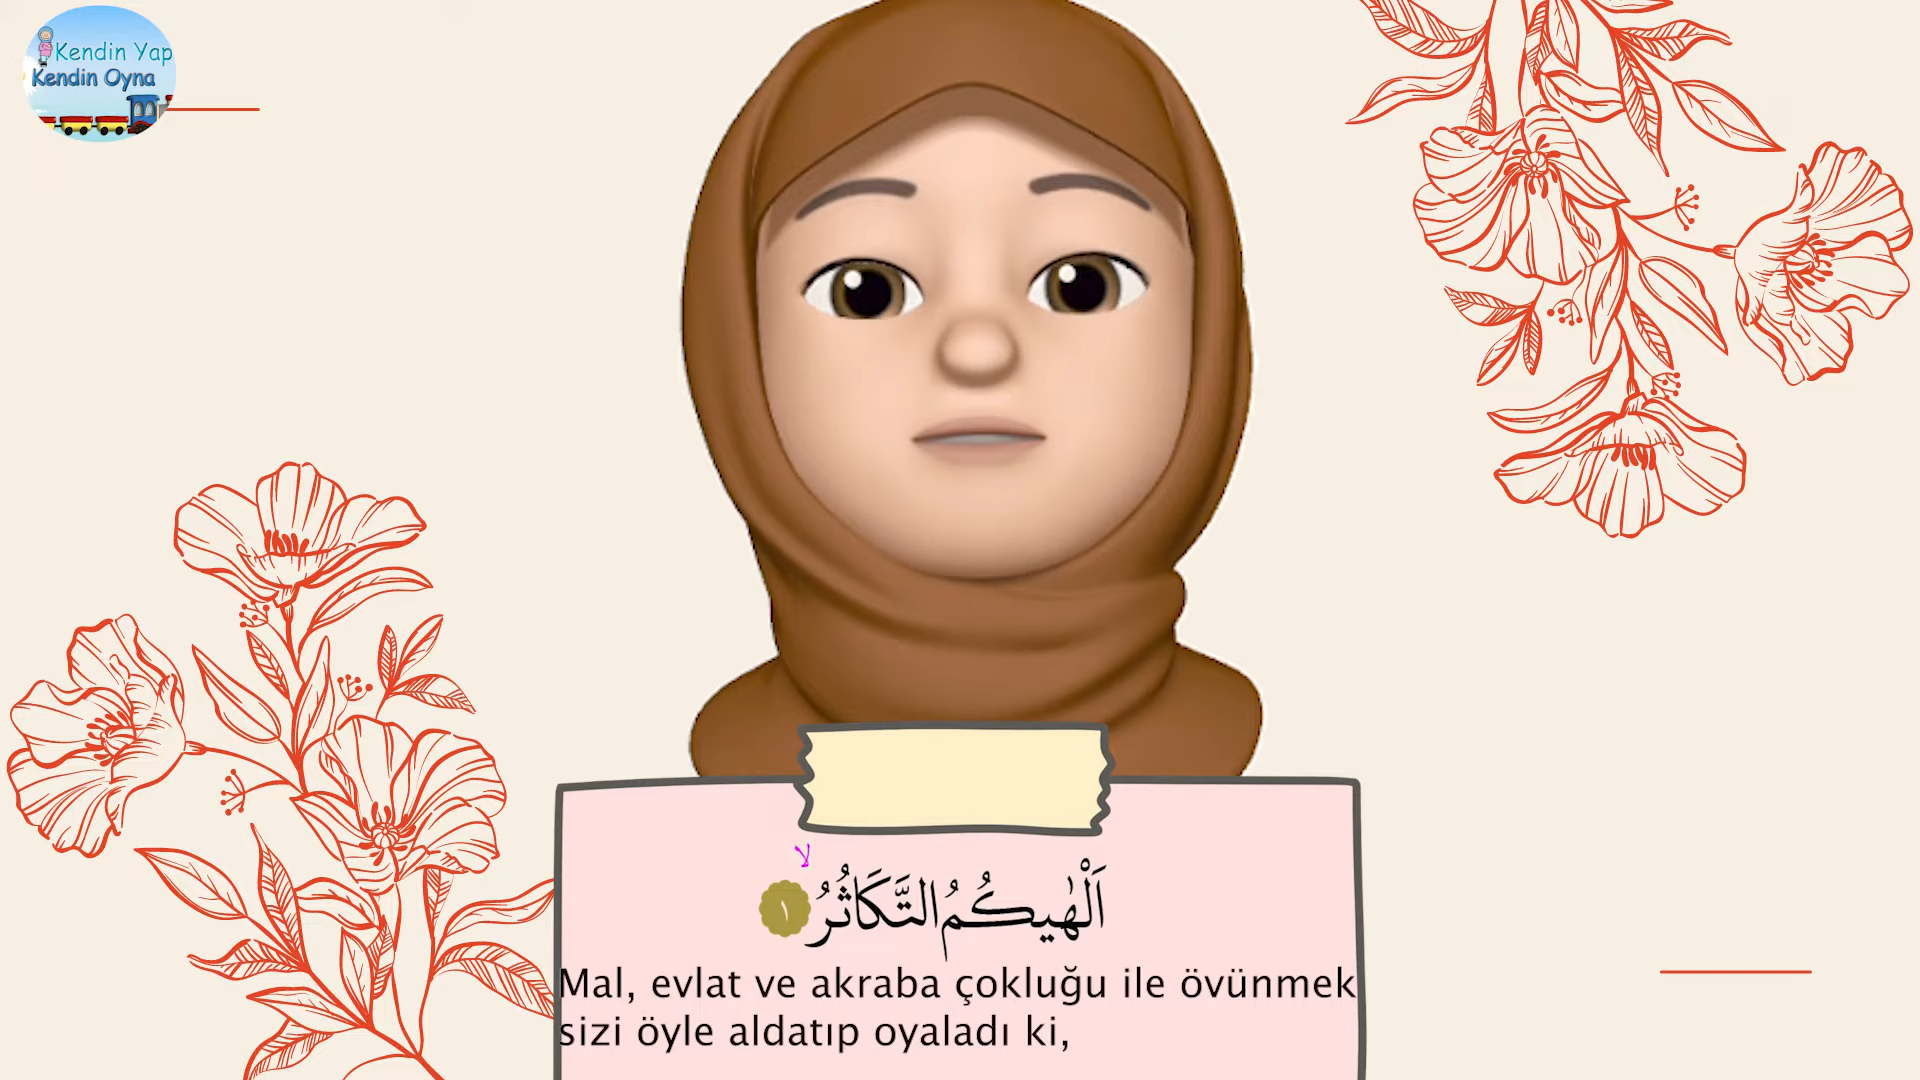 Kendin Yap
Kendin Oyna
اَلْهٰيكُمُ التَّكَاثُرُۙ ﴿١﴾
Mal, evlat ve akraba çokluğu ile övünmek
sizi öyle aldatıp oyaladı ki,